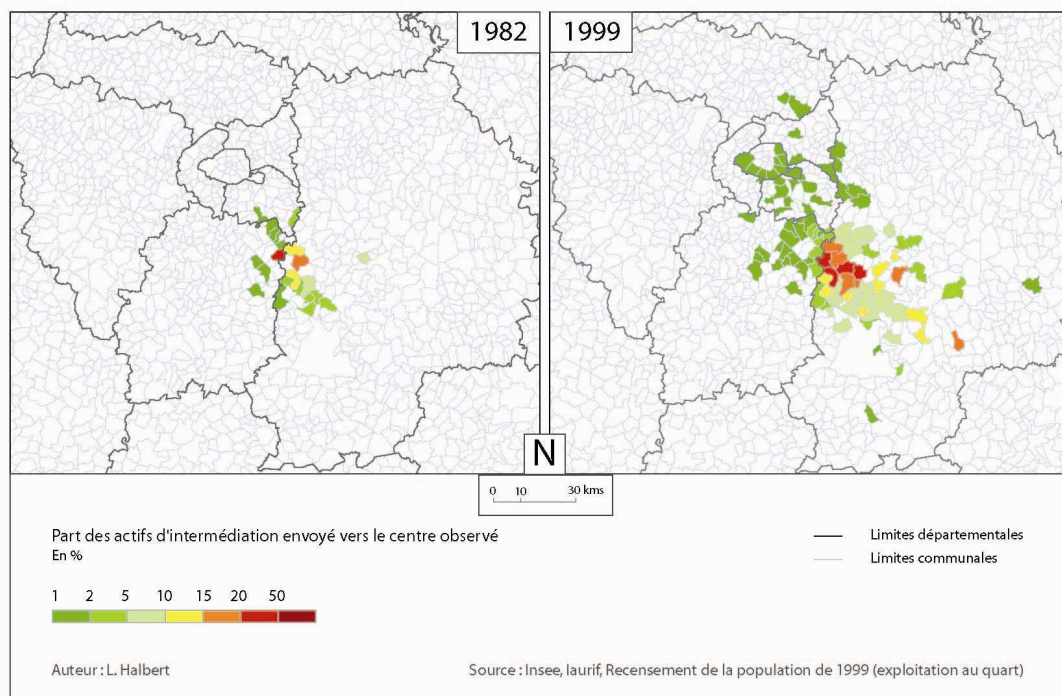 1982
1999
N
0 10 30 kms
Part des actifs d'intermédiation envoyé vers le centre observé
En %
1 2 5 10 15 20 50
Limites départementales
Limites communales
Auteur : L. Halbert
Source : Insee, Iaurif, Recensement de la population de 1999 (exploitation au quart)